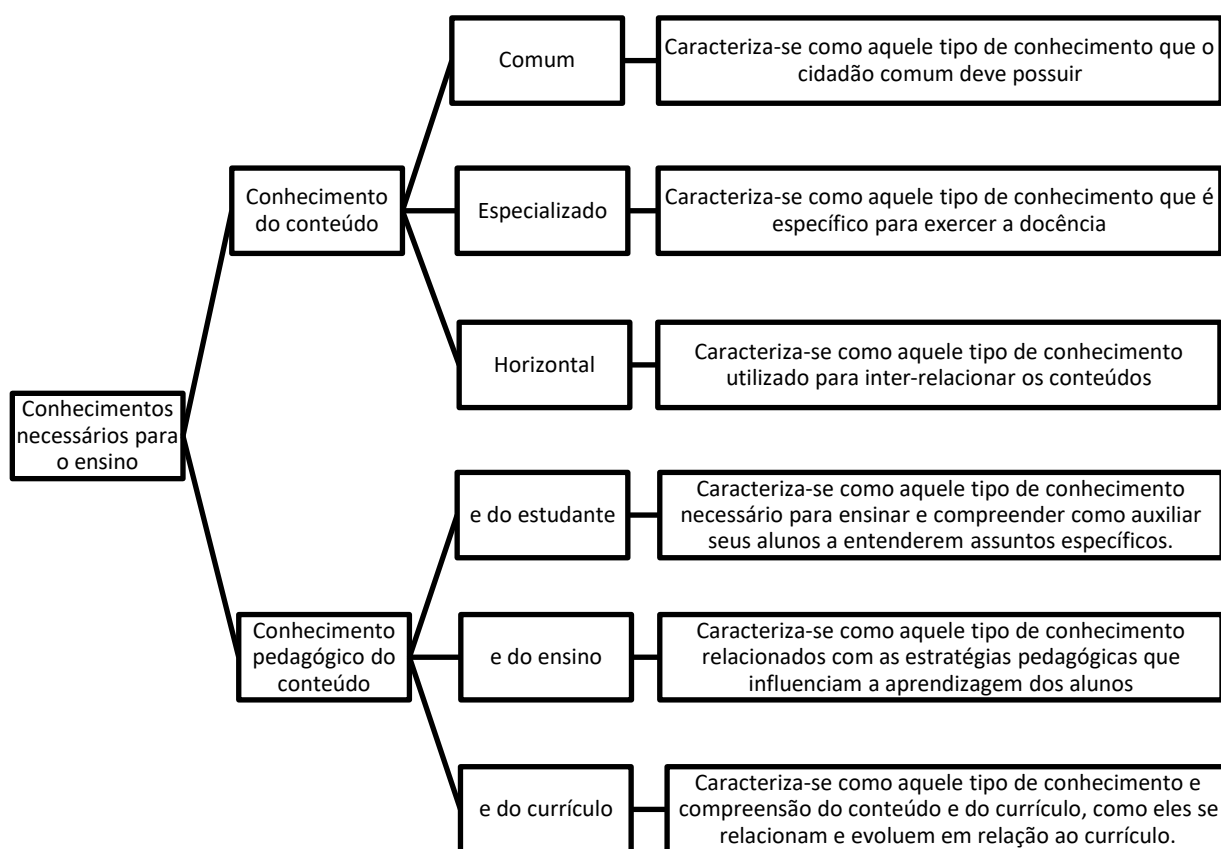 Comum
Caracteriza-se como aquele tipo de conhecimento que o
cidadão comum deve possuir
Conhecimento
do conteúdo
Especializado
Caracteriza-se como aquele tipo de conhecimento que é
específico para exercer a docência
Horizontal
Caracteriza-se como aquele tipo de conhecimento
utilizado para inter-relacionar os conteúdos
Conhecimentos
necessários para
o ensino
e do estudante
Caracteriza-se como aquele tipo de conhecimento
necessário para ensinar e compreender como auxiliar
seus alunos a entenderem assuntos específicos.
Conhecimento
pedagógico do
conteúdo
e do ensino
Caracteriza-se como aquele tipo de conhecimento
relacionados com as estratégias pedagógicas que
influenciam a aprendizagem dos alunos
e do currículo
Caracteriza-se como aquele tipo de conhecimento e
compreensão do conteúdo e do currículo, como eles se
relacionam e evoluem em relação ao currículo.